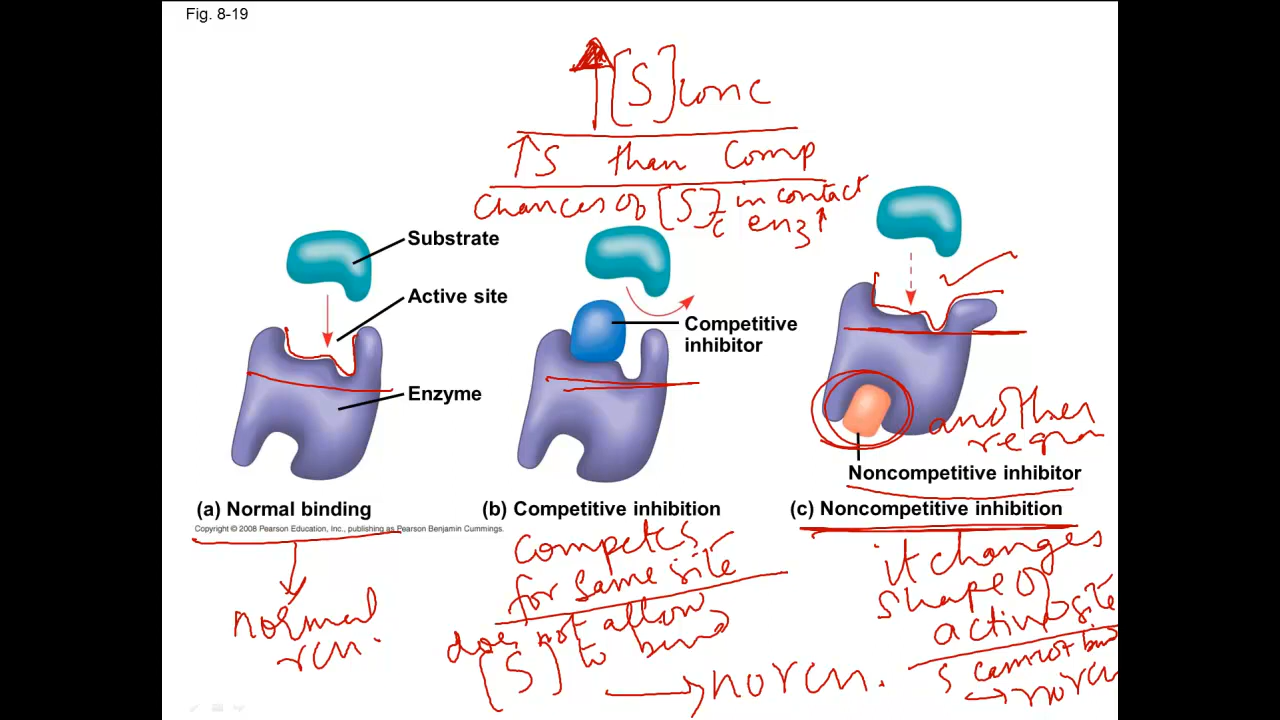 Fig. 8-19
↑[S] conc
↑S than Comp
Chances of [S] in contact
enz ↑
Substrate
Active site
Enzyme
Competitive
inhibitor
another
Noncompetitive inhibitor
(a) Normal binding
(b) Competitive inhibition
(c) Noncompetitive inhibition
Copyright © 2008 Pearson Education, Inc., publishing as Pearson Benjamin Cummings.
normal
rxn.
competes
for same site
does not allow
[S] to bind
→ no rxn.
it changes
shape of
active site
S cannot bind
→ no rxn